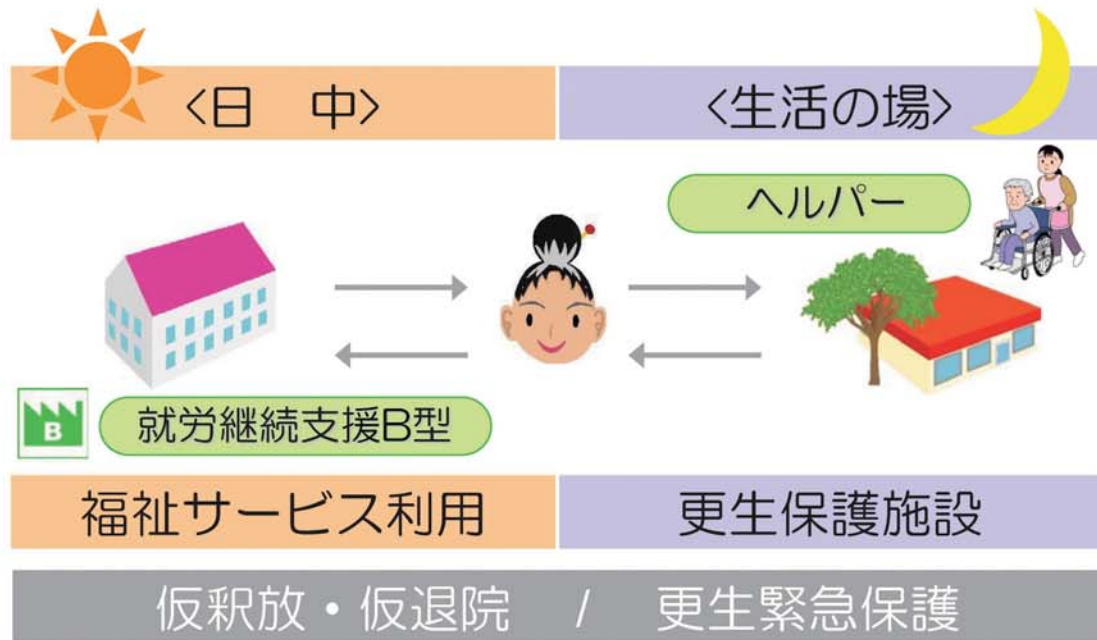 <日　中>
<生活の場>
ヘルパー
B
就労継続支援B型
福祉サービス利用
更生保護施設
仮釈放・仮退院　/　更生緊急保護